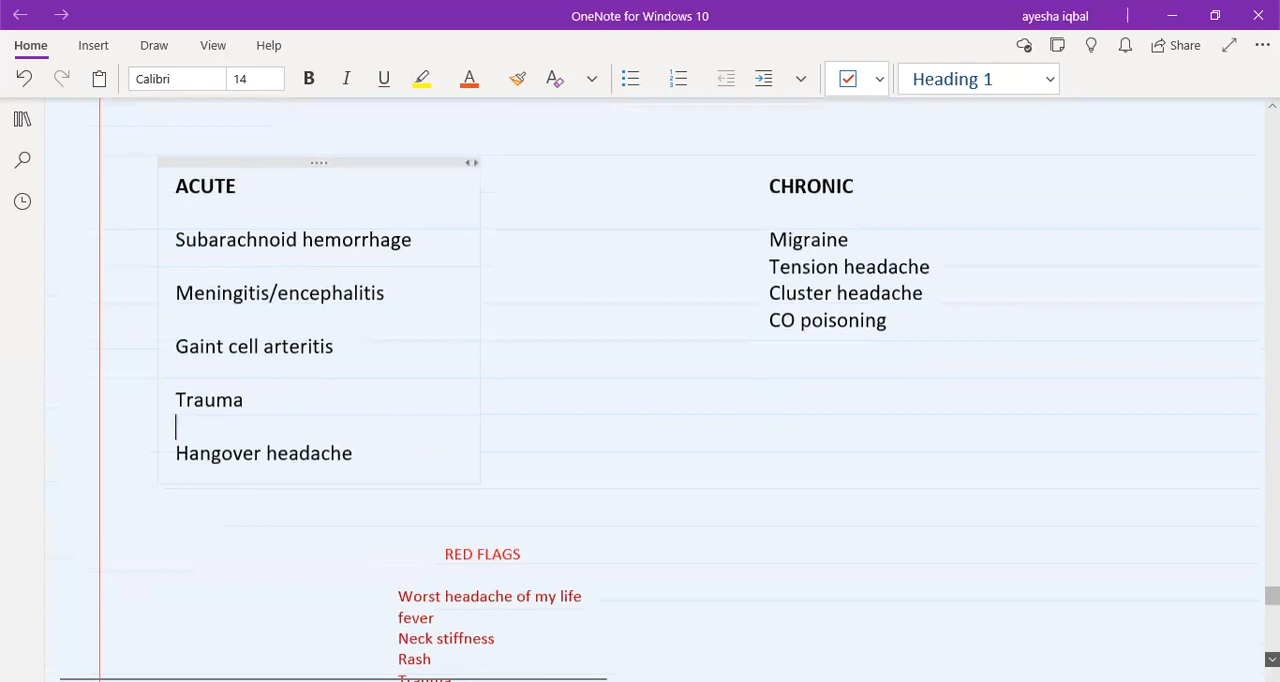 OneNote for Windows 10
ayesha iqbal
Home
Insert
Draw
View
Help
Share
Calibri
14
B
I
U
A
A
Heading 1
ACUTE
Subarachnoid hemorrhage
Meningitis/encephalitis
Gaint cell arteritis
Trauma
Hangover headache
CHRONIC
Migraine
Tension headache
Cluster headache
CO poisoning
RED FLAGS
Worst headache of my life
fever
Neck stiffness
Rash
Trauma